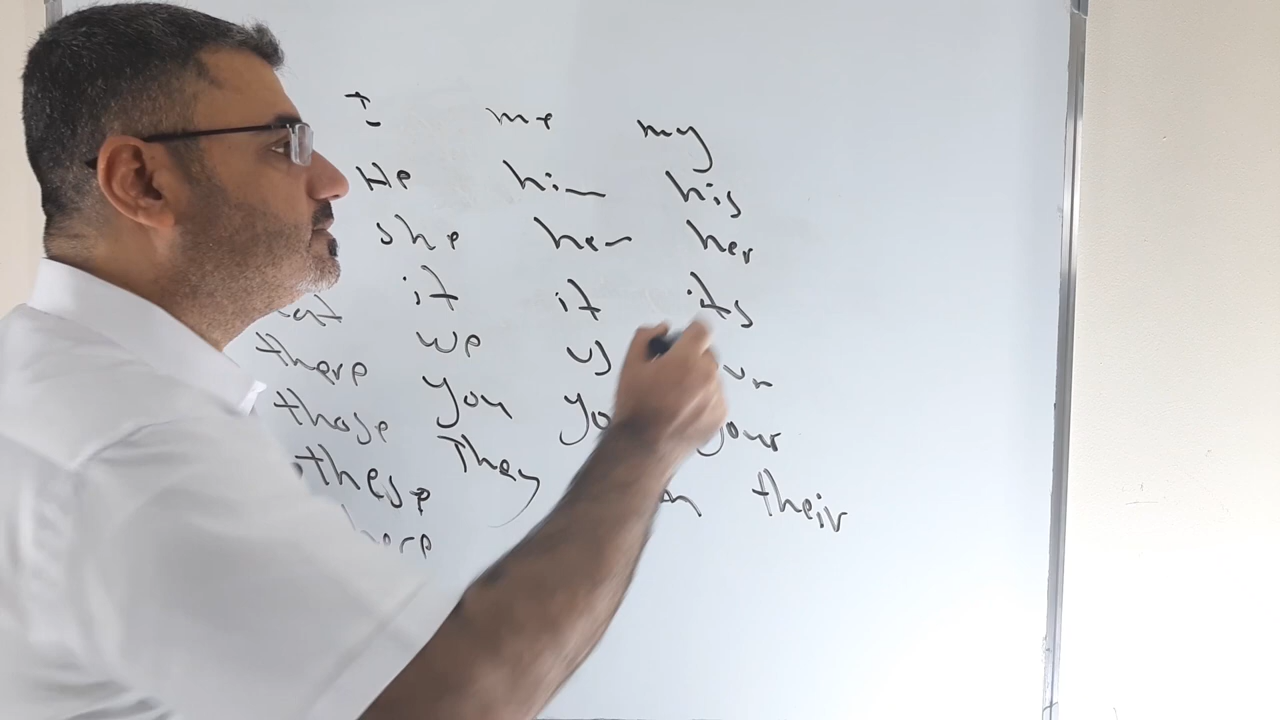 I me my
He him his
she her her
it it its
there we us
those you your
these They their